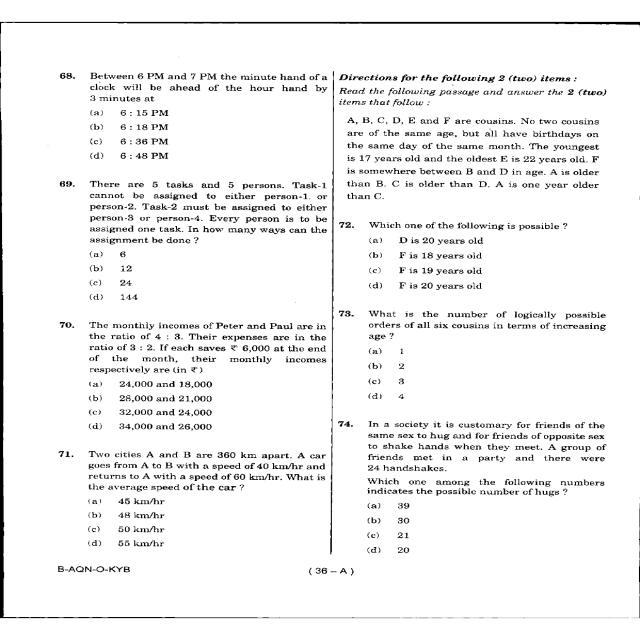 68. Between 6 PM and 7 PM the minute hand of a
clock will be ahead of the hour hand by
3 minutes at
(a) 6 : 15 PM
(b) 6 : 18 PM
(c) 6 : 36 PM
(d) 6 : 48 PM
69. There are 5 tasks and 5 persons. Task-1
cannot be assigned to either person-1 or
person-2. Task-2 must be assigned to either
person-3 or person-4. Every person is to be
assigned one task. In how many ways can the
assignment be done ?
(a) 6
(b) 12
(c) 24
(d) 144
70. The monthly incomes of Peter and Paul are in
the ratio of 4 : 3. Their expenses are in the
ratio of 3 : 2. If each saves ₹ 6,000 at the end
of the month, their monthly incomes
respectively are (in ₹)
(a) 24,000 and 18,000
(b) 28,000 and 21,000
(c) 32,000 and 24,000
(d) 34,000 and 26,000
71. Two cities A and B are 360 km apart. A car
goes from A to B with a speed of 40 km/hr and
returns to A with a speed of 60 km/hr. What is
the average speed of the car ?
(a) 45 km/hr
(b) 48 km/hr
(c) 50 km/hr
(d) 55 km/hr
Directions for the following 2 (two) items :
Read the following passage and answer the 2 (two)
items that follow :
A, B, C, D, E and F are cousins. No two cousins
are of the same age, but all have birthdays on
the same day of the same month. The youngest
is 17 years old and the oldest E is 22 years old. F
is somewhere between B and D in age. A is older
than B. C is older than D. A is one year older
than C.
72. Which one of the following is possible ?
(a) D is 20 years old
(b) F is 18 years old
(c) F is 19 years old
(d) F is 20 years old
73. What is the number of logically possible
orders of all six cousins in terms of increasing
age ?
(a) 1
(b) 2
(c) 3
(d) 4
74. In a society it is customary for friends of the
same sex to hug and for friends of opposite sex
to shake hands when they meet. A group of
friends met in a party and there were
24 handshakes.
Which one among the following numbers
indicates the possible number of hugs ?
(a) 39
(b) 30
(c) 21
(d) 20
B-AQN-O-KYB
( 36 – A )